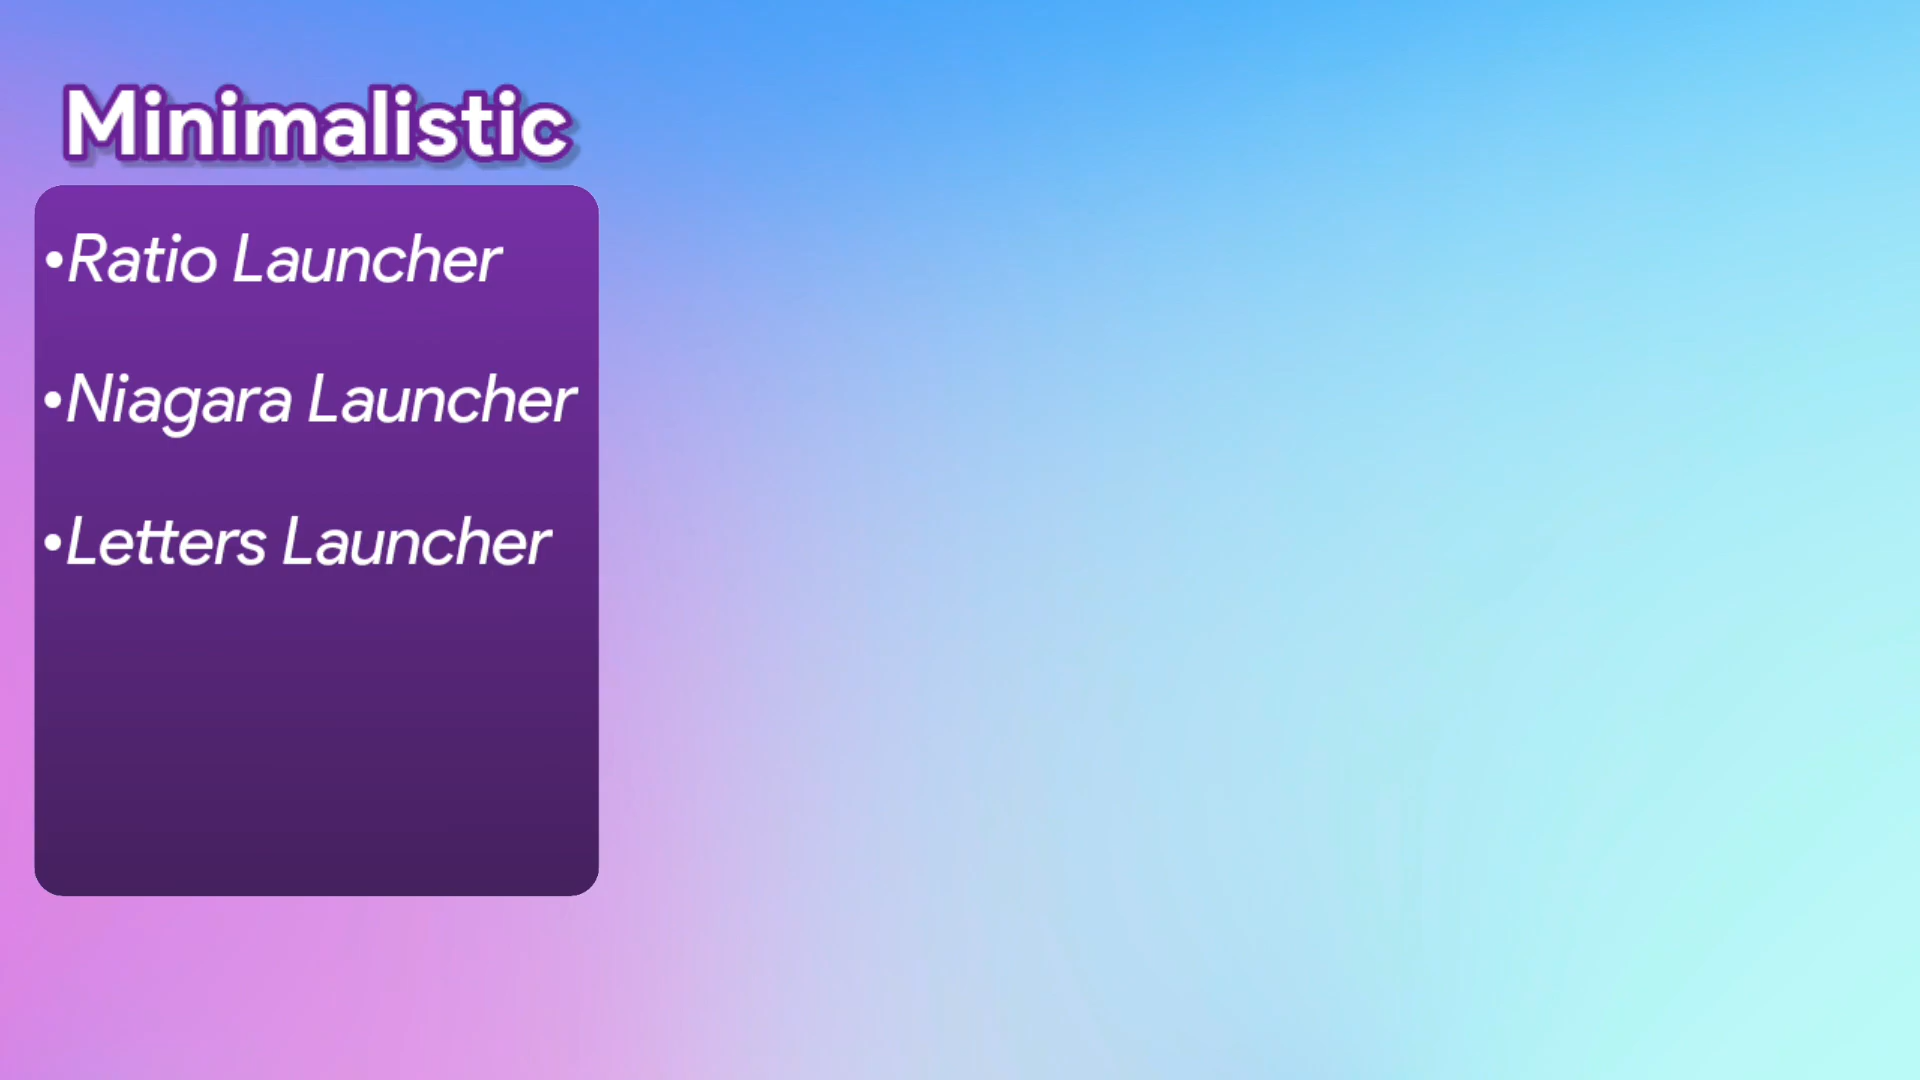 Minimalistic
•Ratio Launcher
•Niagara Launcher
•Letters Launcher